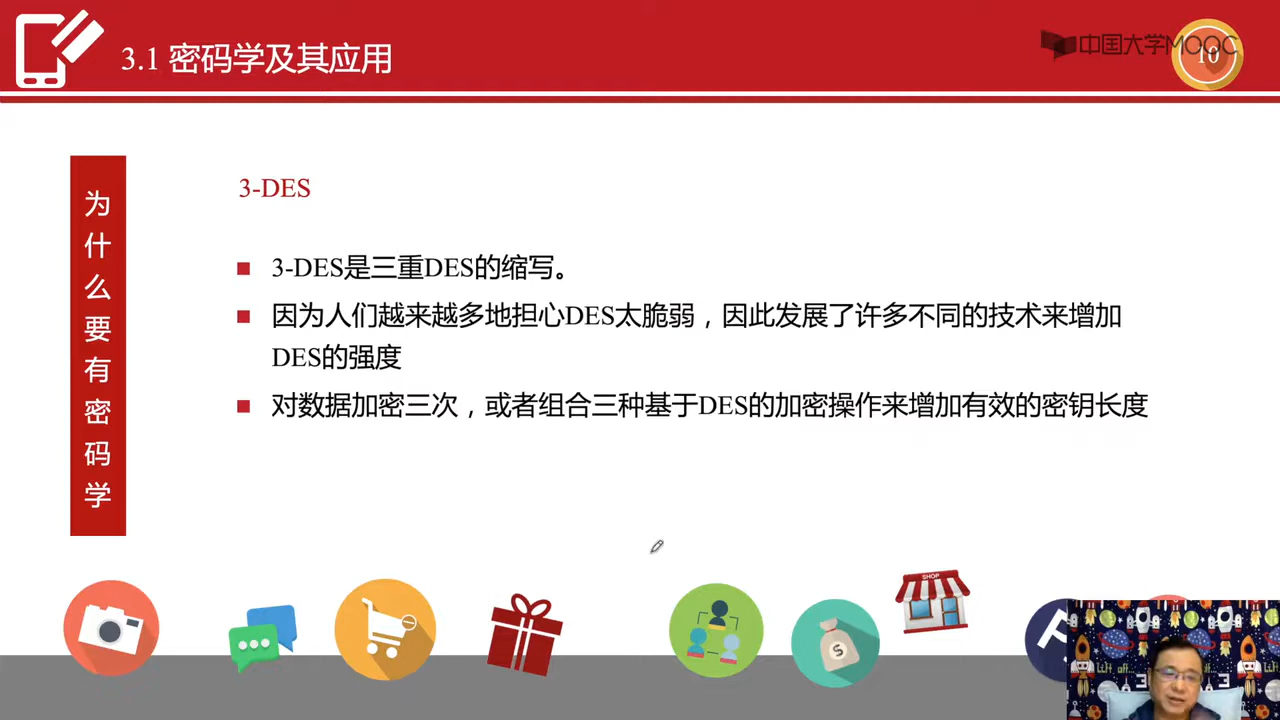 3.1 密码学及其应用
中国大学MOOC
10
为什么要有密码学
3-DES
3-DES是三重DES的缩写。
因为人们越来越多地担心DES太脆弱，因此发展了许多不同的技术来增加
DES的强度
对数据加密三次，或者组合三种基于DES的加密操作来增加有效的密钥长度
SHOP
$